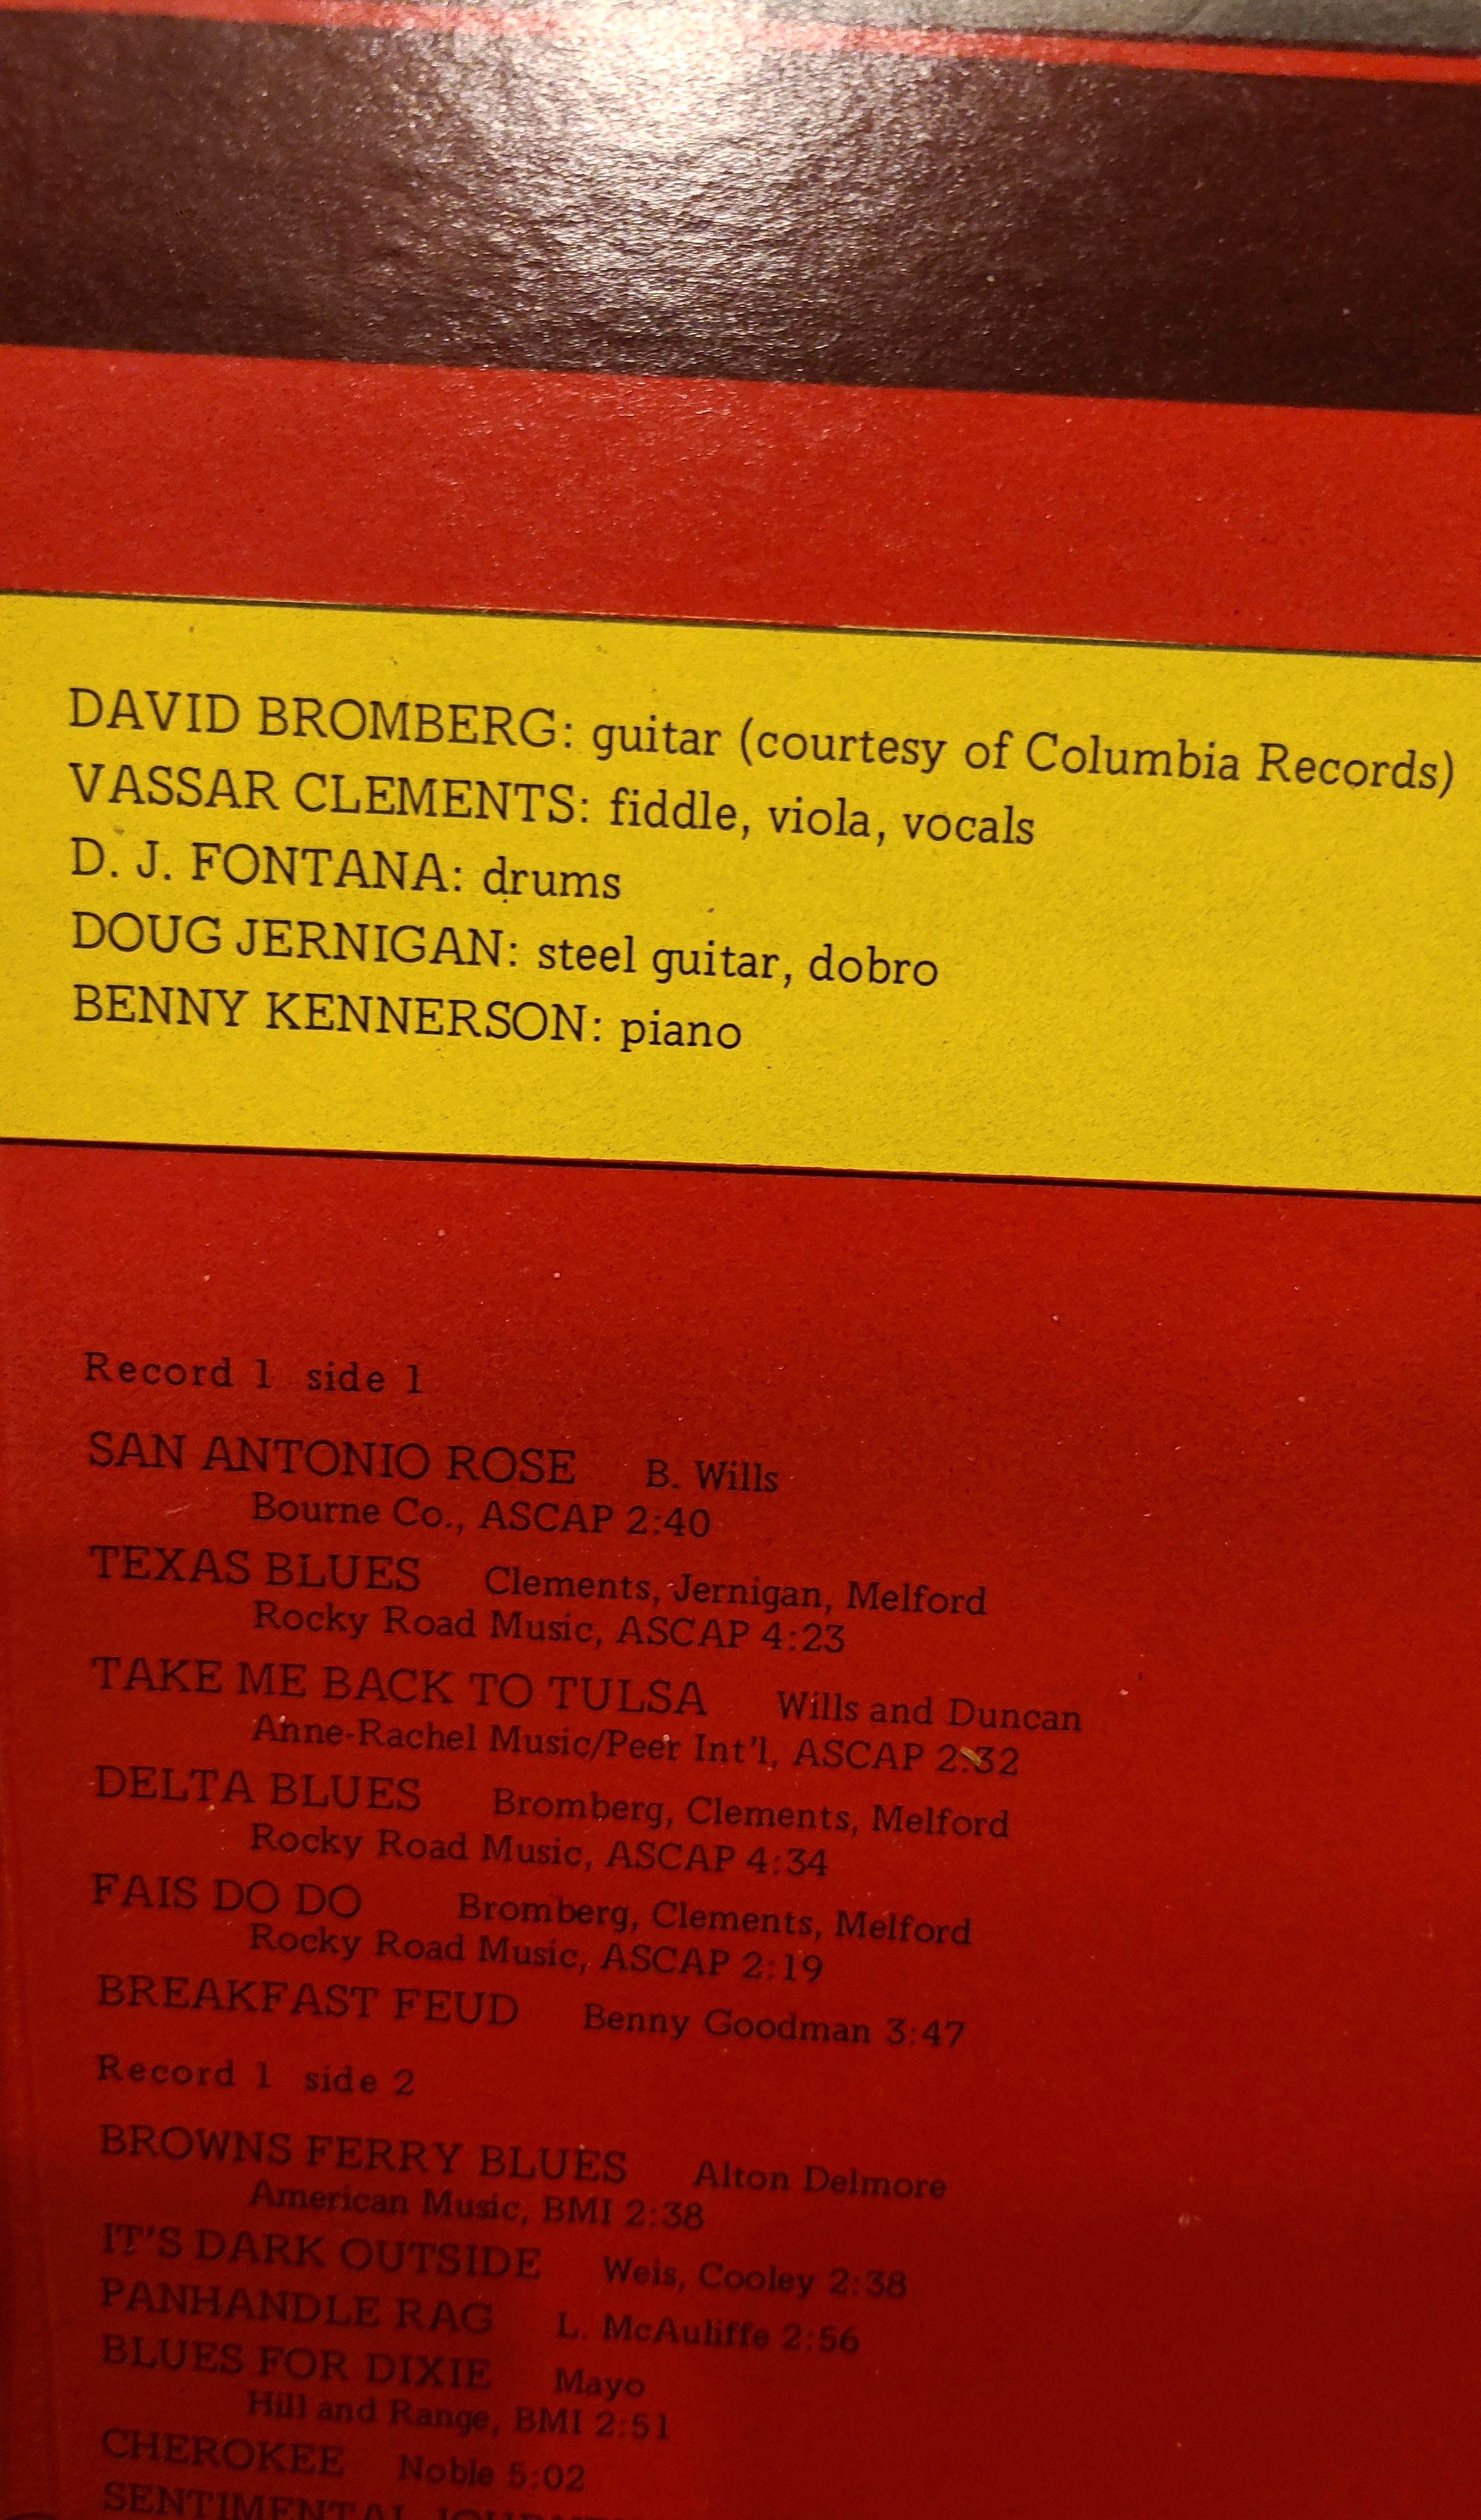 DAVID BROMBERG: guitar (courtesy of Columbia Records)
VASSAR CLEMENTS: fiddle, viola, vocals
D. J. FONTANA: drums
DOUG JERNIGAN: steel guitar, dobro
BENNY KENNERSON: piano
Record 1 side 1
SAN ANTONIO ROSE B. Wills
Bourne Co., ASCAP 2:40
TEXAS BLUES Clements, Jernigan, Melford
Rocky Road Music, ASCAP 4:23
TAKE ME BACK TO TULSA Wills and Duncan
Anne-Rachel Music/Peer Int'l, ASCAP 2:32
DELTA BLUES Bromberg, Clements, Melford
Rocky Road Music, ASCAP 4:34
FAIS DO DO Bromberg, Clements, Melford
Rocky Road Music, ASCAP 2:19
BREAKFAST FEUD Benny Goodman 3:47
Record 1 side 2
BROWNS FERRY BLUES Alton Delmore
American Music, BMI 2:38
IT'S DARK OUTSIDE Weis, Cooley 2:38
PANHANDLE RAG L. McAuliffe 2:56
BLUES FOR DIXIE Mayo
Hill and Range, BMI 2:51
CHEROKEE Noble 5:02
SENTIMENTAL